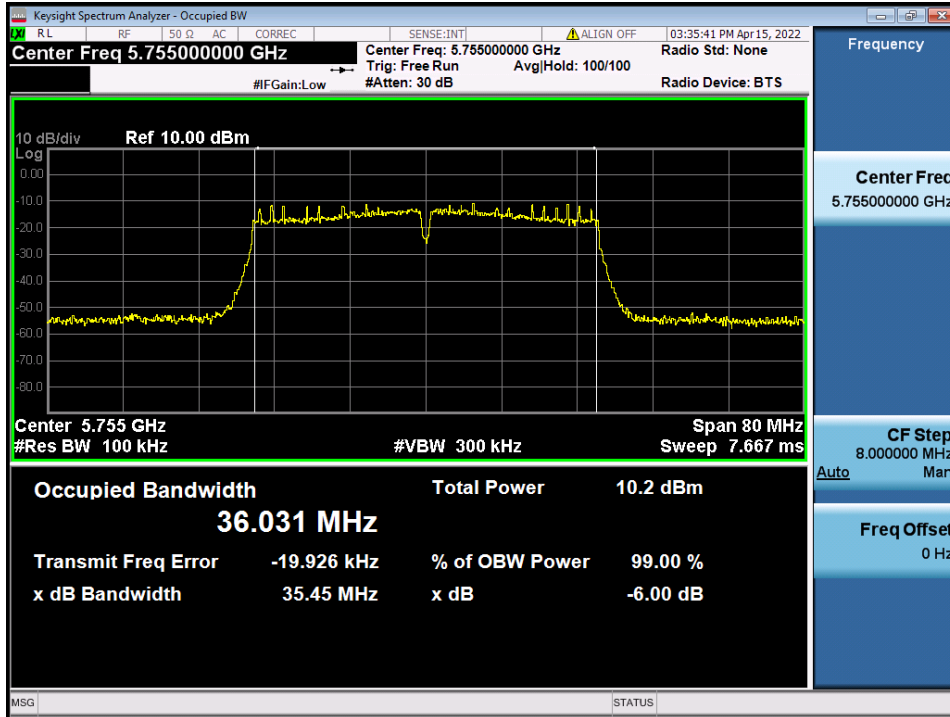 Keysight Spectrum Analyzer - Occupied BW
LXI RL RF 50 Ω AC CORREC SENSE:INT ALIGN OFF 03:35:41 PM Apr 15, 2022
Center Freq 5.755000000 GHz
Center Freq: 5.755000000 GHz Radio Std: None
Trig: Free Run Avg|Hold: 100/100
#IFGain:Low #Atten: 30 dB Radio Device: BTS
Frequency
10 dB/div Ref 10.00 dBm
Log
0.00
-10.0
-20.0
-30.0
-40.0
-50.0
-60.0
-70.0
-80.0
Center Freq
5.755000000 GHz
Center 5.755 GHz Span 80 MHz
#Res BW 100 kHz #VBW 300 kHz Sweep 7.667 ms
CF Step
8.000000 MHz
Auto Man
Freq Offset
0 Hz
Occupied Bandwidth Total Power 10.2 dBm
36.031 MHz
Transmit Freq Error -19.926 kHz % of OBW Power 99.00 %
x dB Bandwidth 35.45 MHz x dB -6.00 dB
MSG STATUS